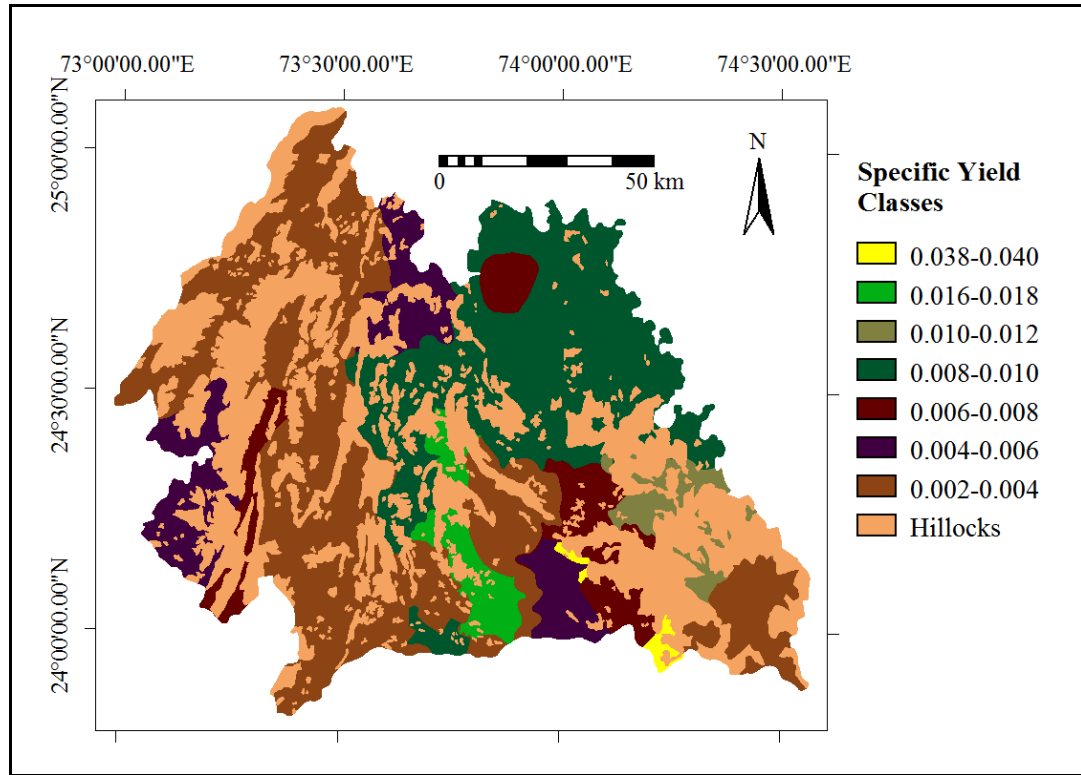 73°00'00.00"E 73°30'00.00"E 74°00'00.00"E 74°30'00.00"E
25°00'00.00"N
24°30'00.00"N
24°00'00.00"N
N
0 50 km
Specific Yield
Classes
0.038-0.040
0.016-0.018
0.010-0.012
0.008-0.010
0.006-0.008
0.004-0.006
0.002-0.004
Hillocks